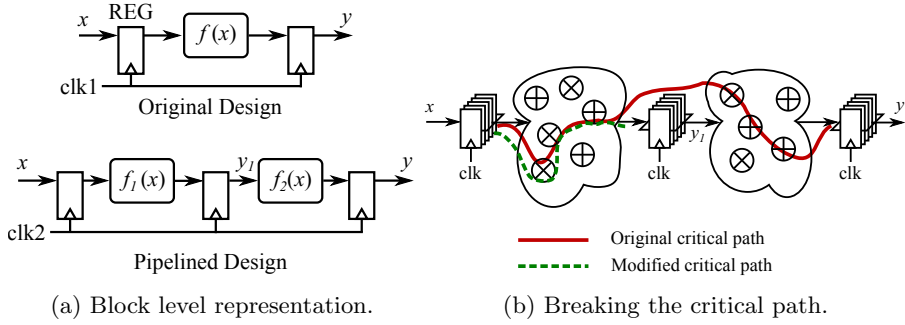 x REG f(x) y
clk1
Original Design
x f₁(x) y₁ f₂(x) y
clk2
Pipelined Design
(a) Block level representation.
x y₁ y
clk clk clk
Original critical path
Modified critical path
(b) Breaking the critical path.